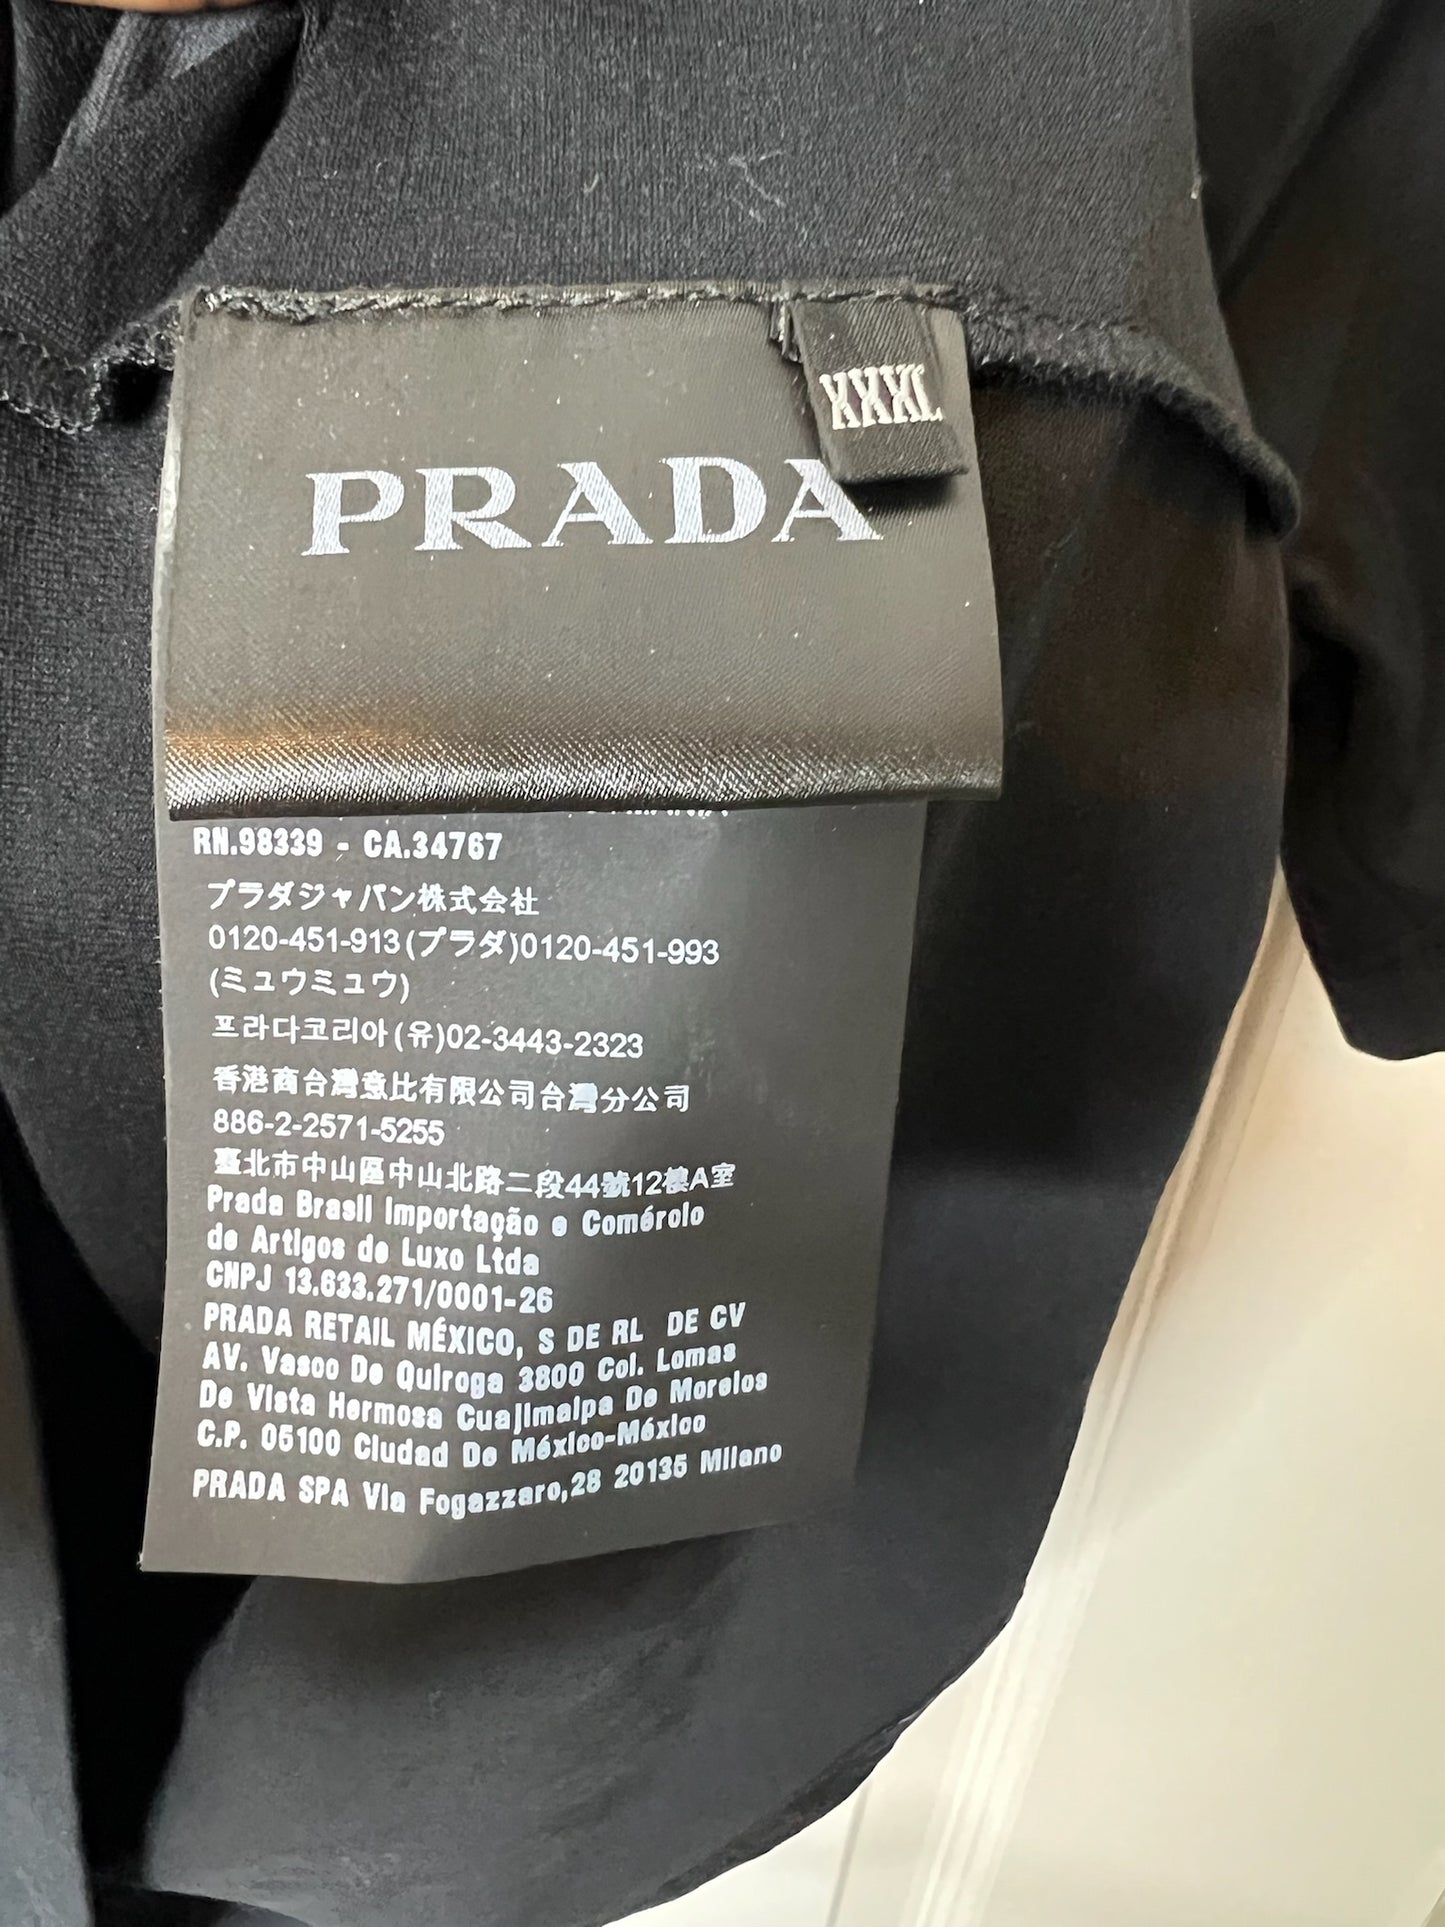 XXXL
PRADA
RN.98339 - CA.34767
プラダジャパン株式会社
0120-451-913(プラダ)0120-451-993
(ミュウミュウ)
프라다코리아(유)02-3443-2323
香港商台灣意比有限公司台灣分公司
886-2-2571-5255
臺北市中山區中山北路二段44號12樓A室
Prada Brasil Importação e Comércio
de Artigos de Luxo Ltda
CNPJ 13.633.271/0001-26
PRADA RETAIL MÉXICO, S DE RL DE CV
AV. Vasco De Quiroga 3800 Col. Lomas
De Vista Hermosa Cuajimalpa De Morelos
C.P. 05100 Ciudad De México-México
PRADA SPA Via Fogazzaro,28 20135 Milano